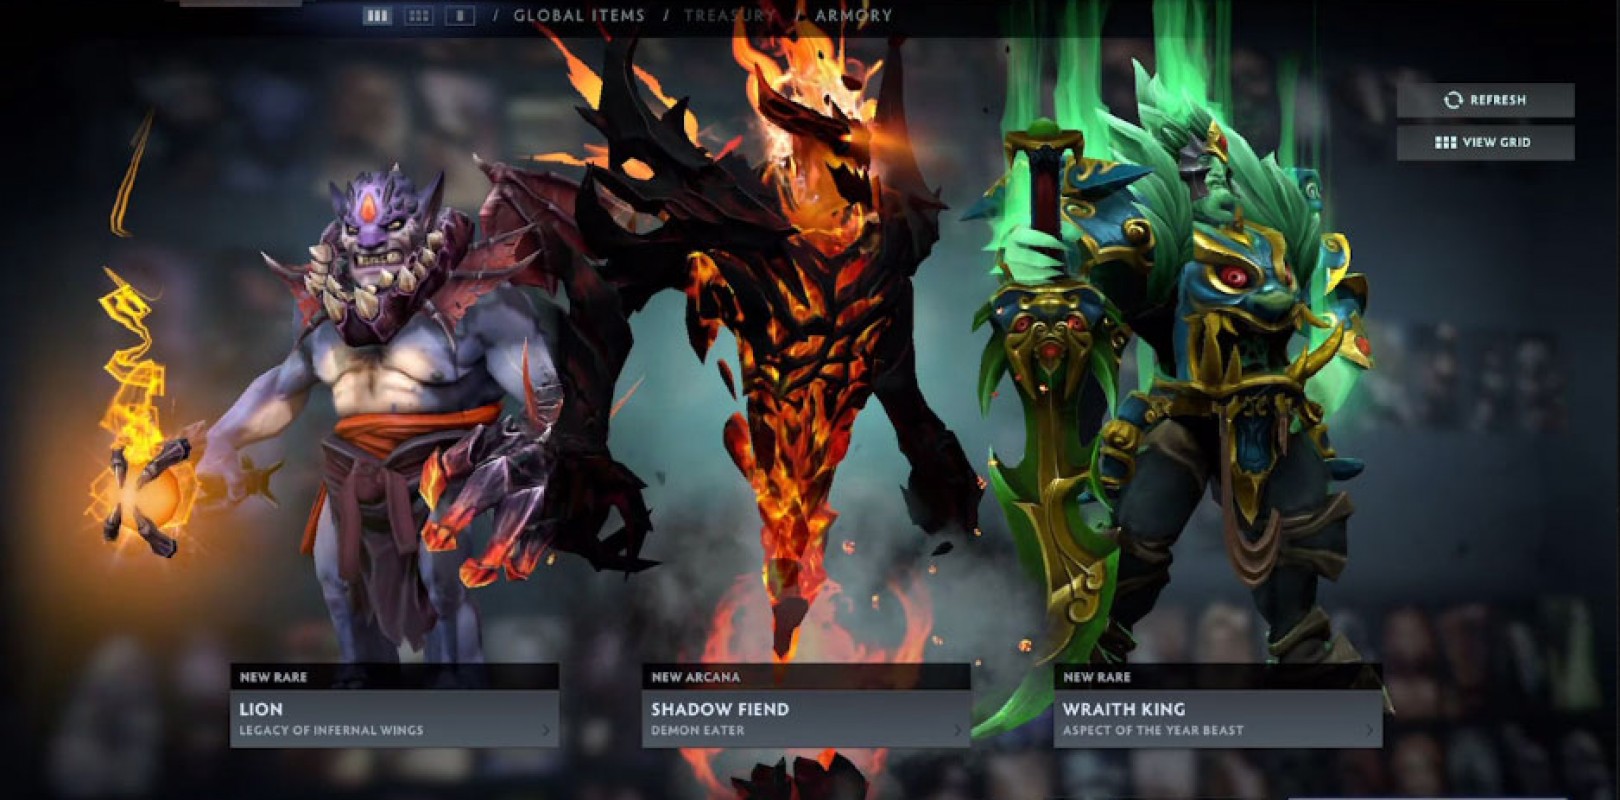 / GLOBAL ITEMS / TREASURY / ARMORY
REFRESH
VIEW GRID
NEW RARE
LION
LEGACY OF INFERNAL WINGS
NEW ARCANA
SHADOW FIEND
DEMON EATER
NEW RARE
WRAITH KING
ASPECT OF THE YEAR BEAST